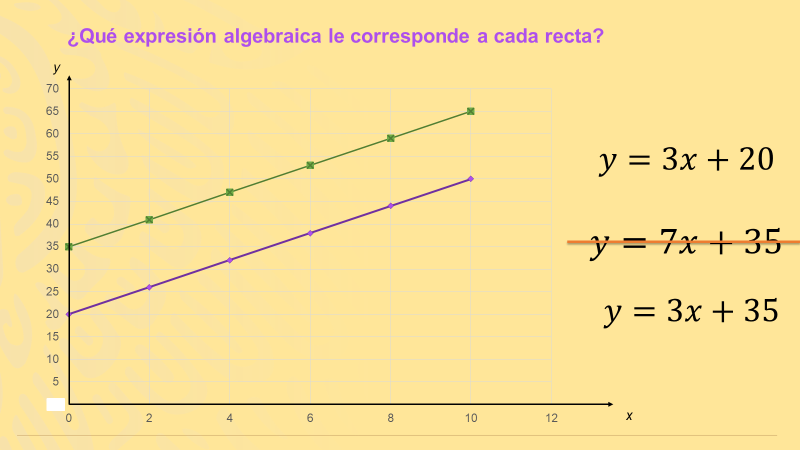 ¿Qué expresión algebraica le corresponde a cada recta?
y
70
65
60
55
50
45
40
35
30
25
20
15
10
5
0 2 4 6 8 10 12
x
y = 3x + 20
y = 7x + 35
y = 3x + 35